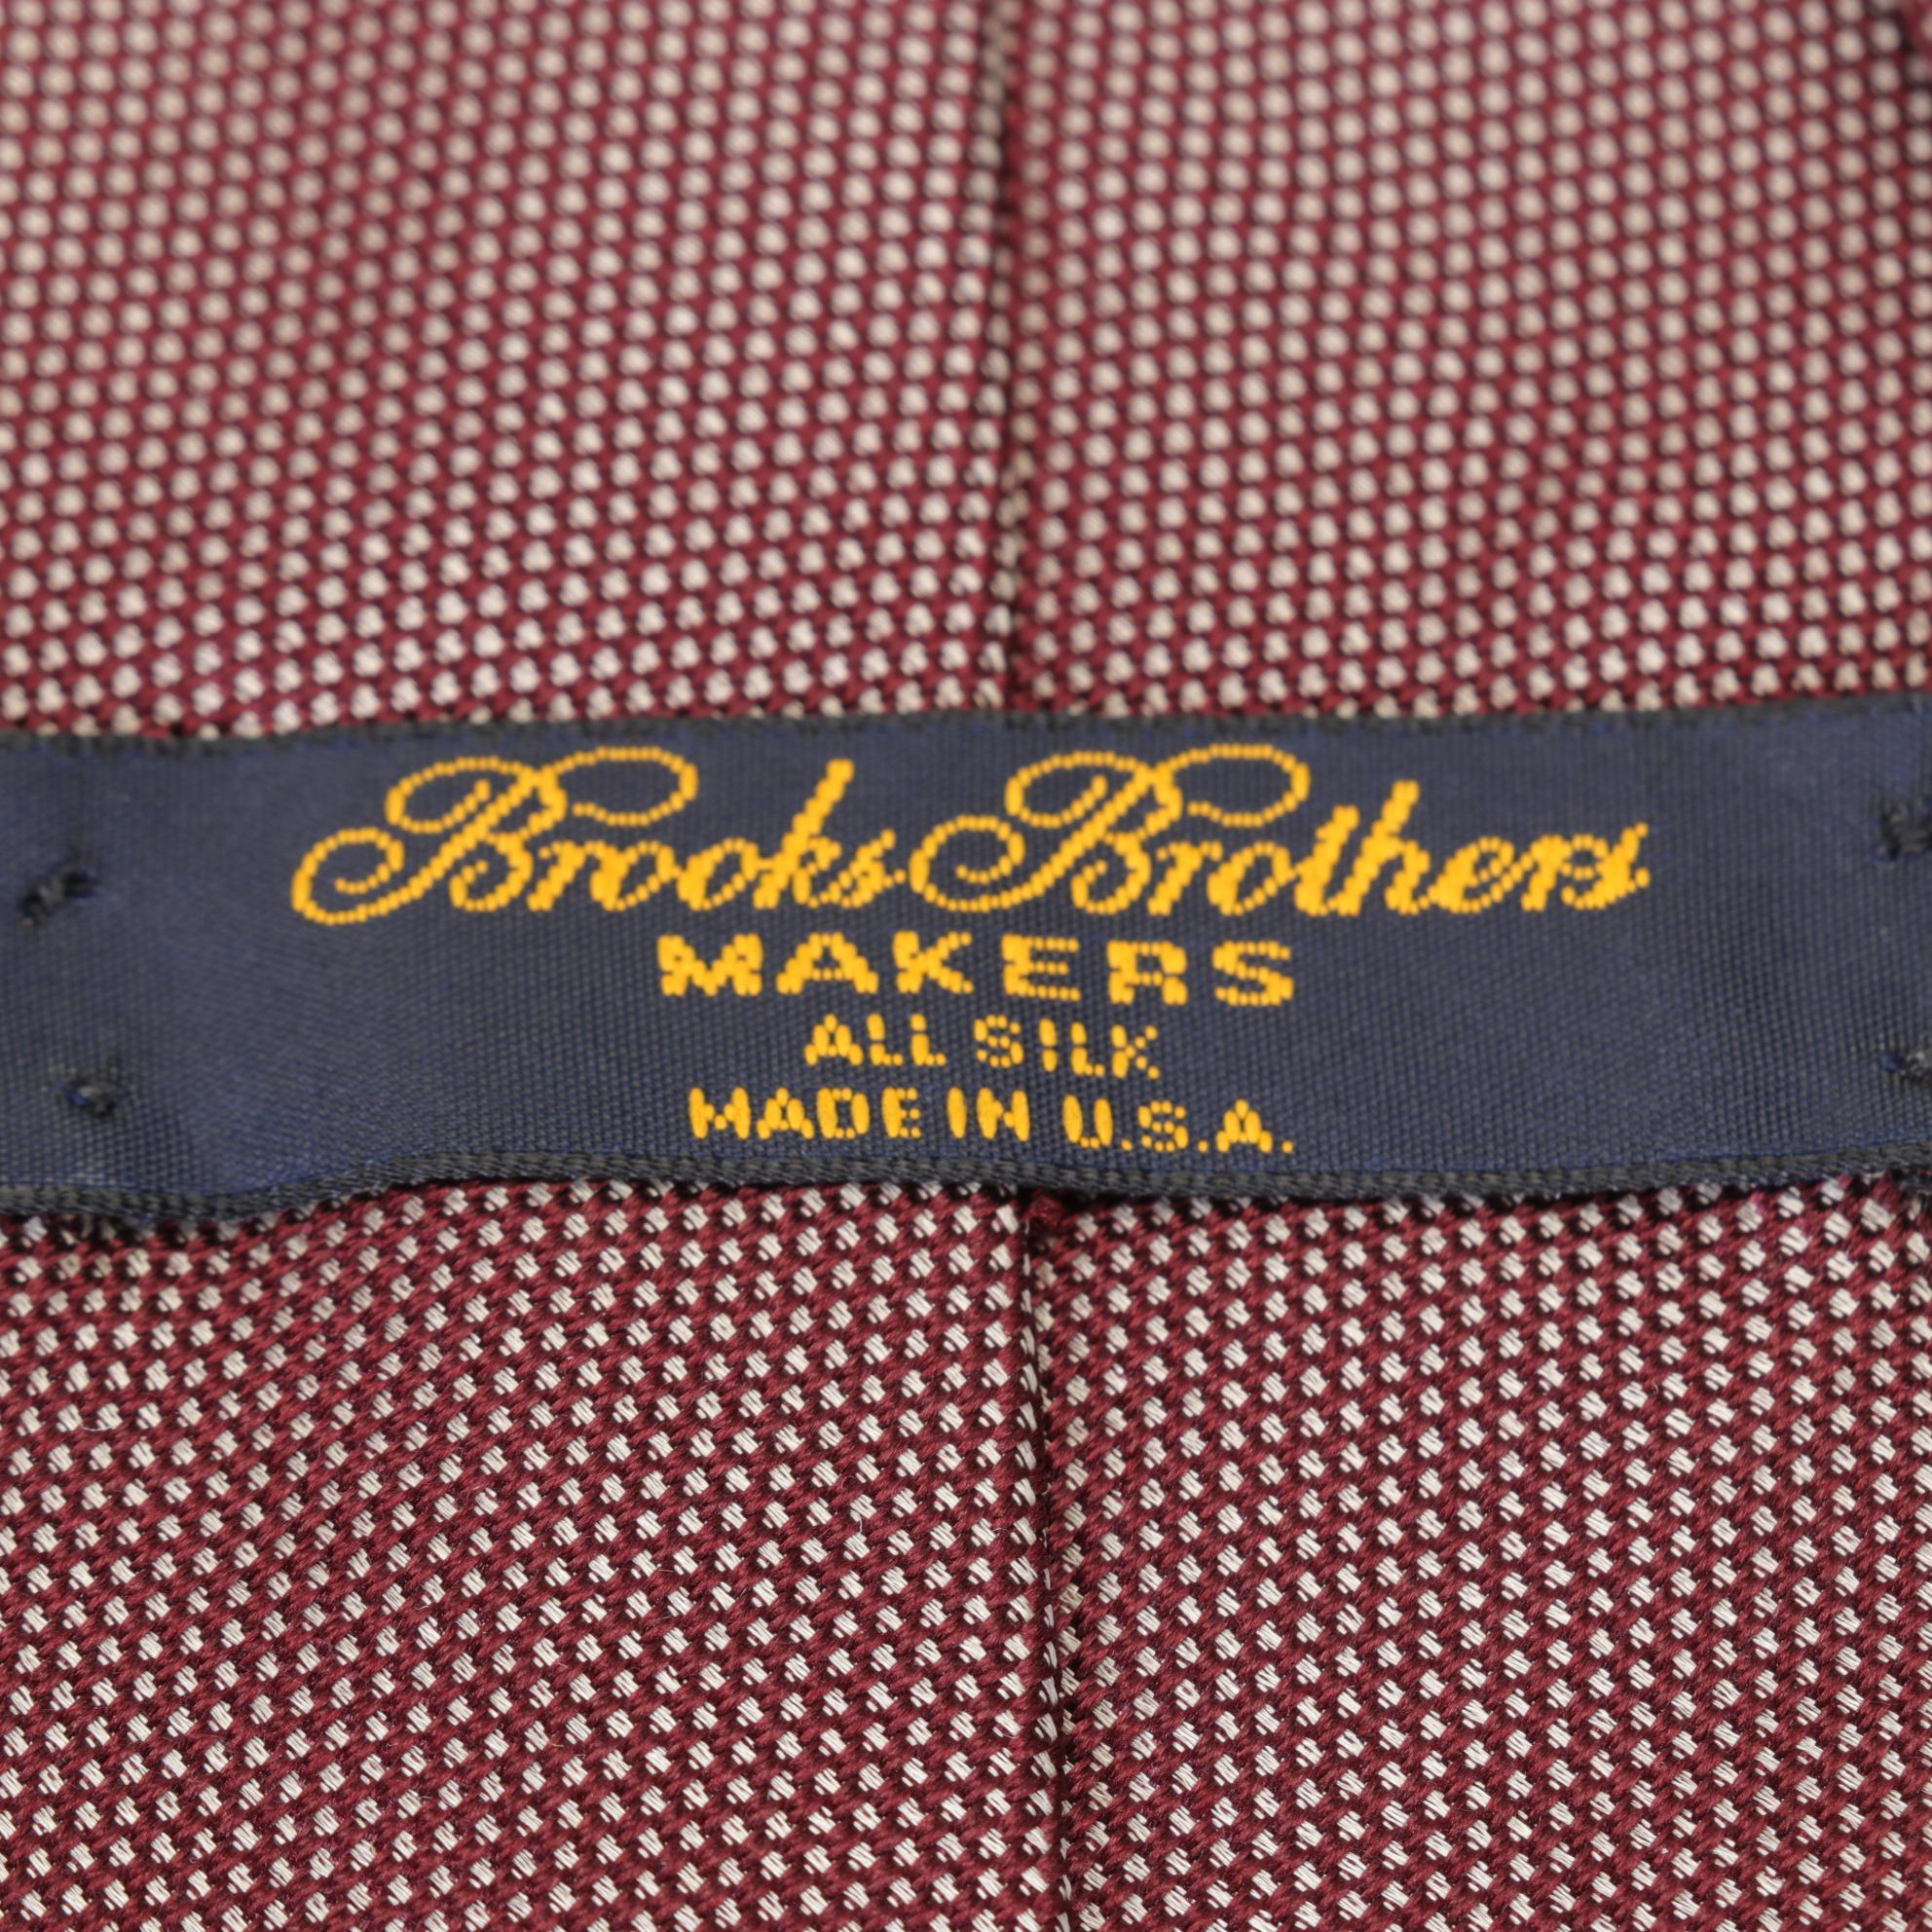 Brooks Brothers
MAKERS
ALL SILK
MADE IN U.S.A.